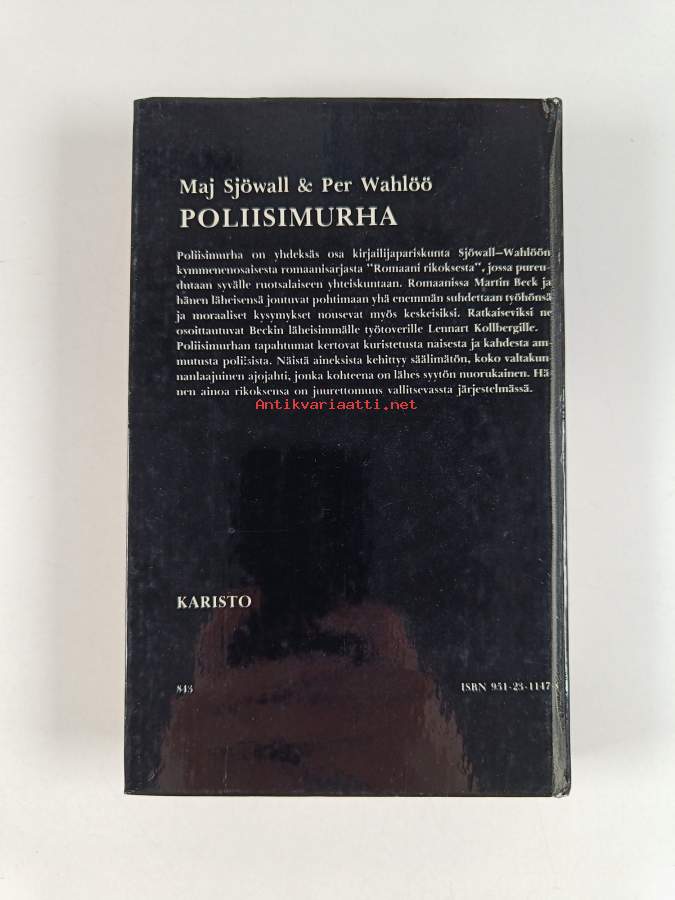 Maj Sjöwall & Per Wahlöö
POLIISIMURHA
Poliisimurha on yhdeksäs osa kirjailijapariskunta Sjöwall–Wahlöön
kymmenenosaisesta romaanisarjasta "Romaani rikoksesta", jossa pureu-
dutaan syvälle ruotsalaiseen yhteiskuntaan. Romaanissa Martin Beck ja
hänen läheisensä joutuvat pohtimaan yhä enemmän suhdettaan työhönsä
ja moraaliset kysymykset nousevat myös keskeisiksi. Ratkaiseviksi ne
osoittautuvat Beckin läheisimmälle työtoverille Lennart Kollbergille.
Poliisimurhan tapahtumat kertovat kuristetusta naisesta ja kahdesta am-
mutusta poliisista. Näistä aineksista kehittyy säälimätön, koko valtakun-
nanlaajuinen ajojahti, jonka kohteena on lähes syytön nuorukainen. Hä-
nen ainoa rikoksensa on juurettomuus vallitsevassta järjestelmässä.
Antikvariaatti.net
KARISTO
843
ISBN 951-23-1147-8